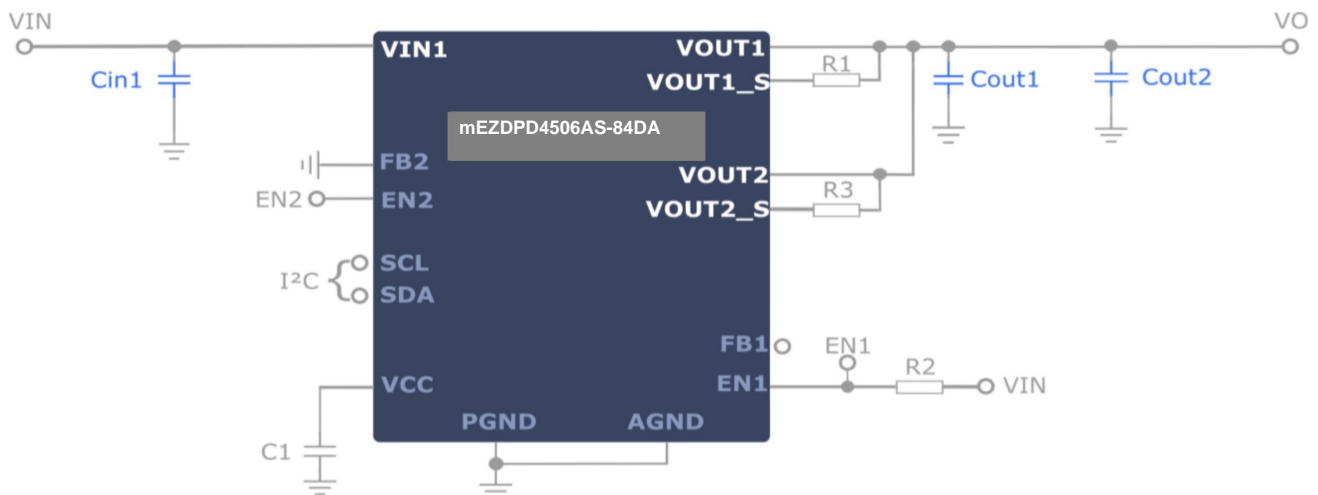 VIN
VO
VIN1
VOUT1
R1
Cin1
VOUT1_S
Cout1
Cout2
mEZDPD4506AS-84DA
FB2
VOUT2
EN2
EN2
R3
VOUT2_S
SCL
I²C
SDA
FB1
EN1
R2
VCC
EN1
VIN
PGND
AGND
C1